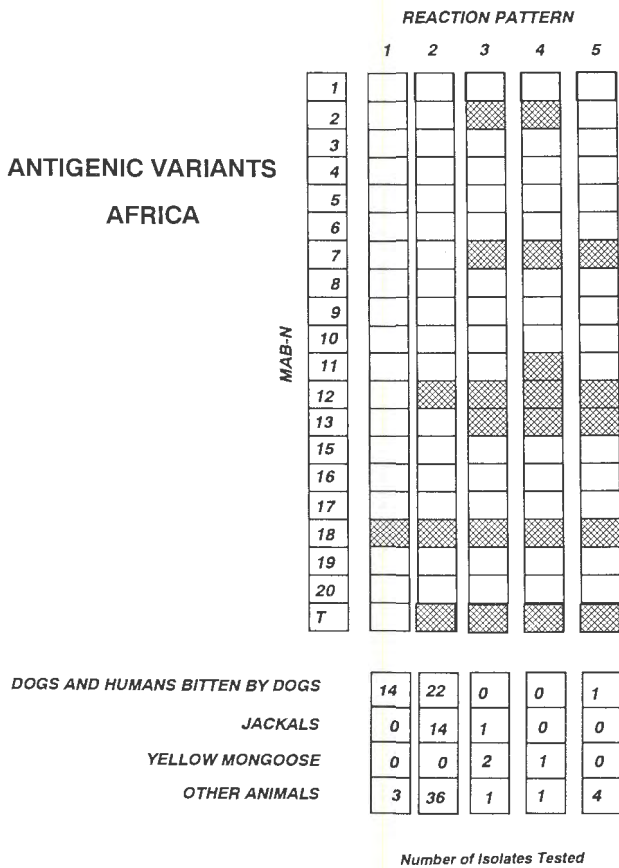 REACTION PATTERN
1 2 3 4 5
ANTIGENIC VARIANTS
AFRICA
MAB-N
1
2
3
4
5
6
7
8
9
10
11
12
13
15
16
17
18
19
20
T
DOGS AND HUMANS BITTEN BY DOGS 14 22 0 0 1
JACKALS 0 14 1 0 0
YELLOW MONGOOSE 0 0 2 1 0
OTHER ANIMALS 3 36 1 1 4
Number of Isolates Tested